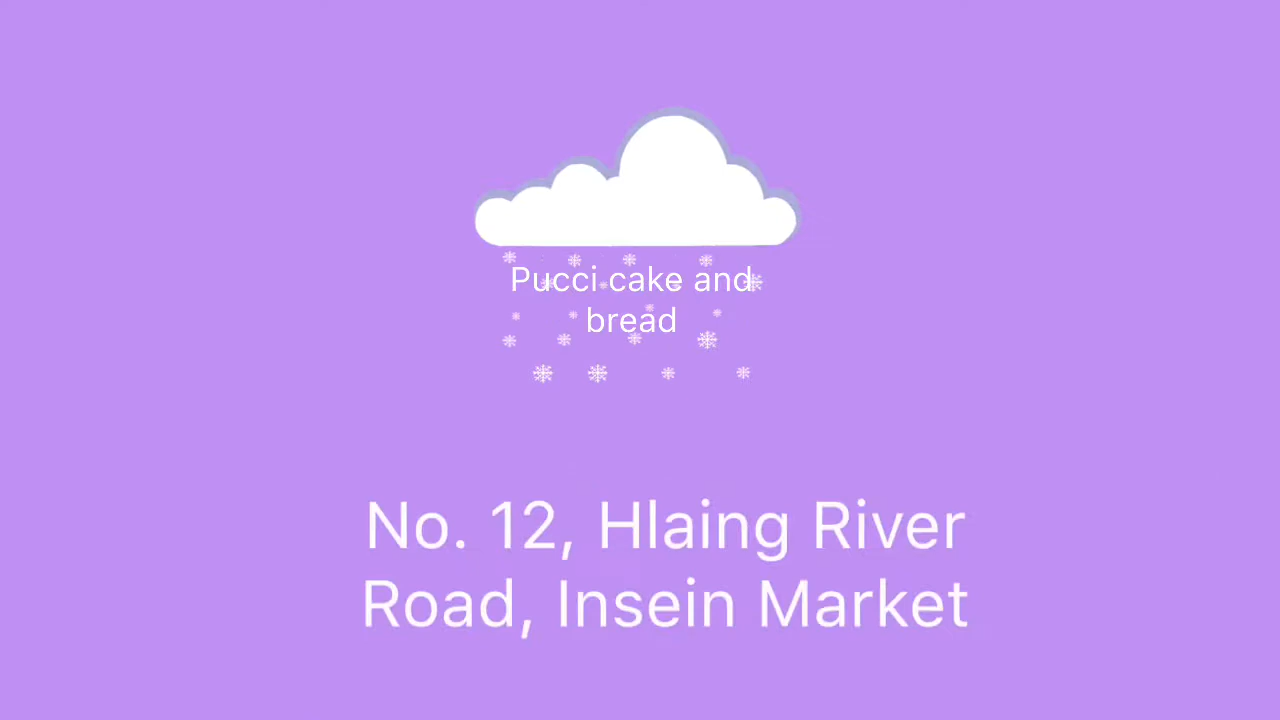 Pucci cake and
bread
No. 12, Hlaing River
Road, Insein Market